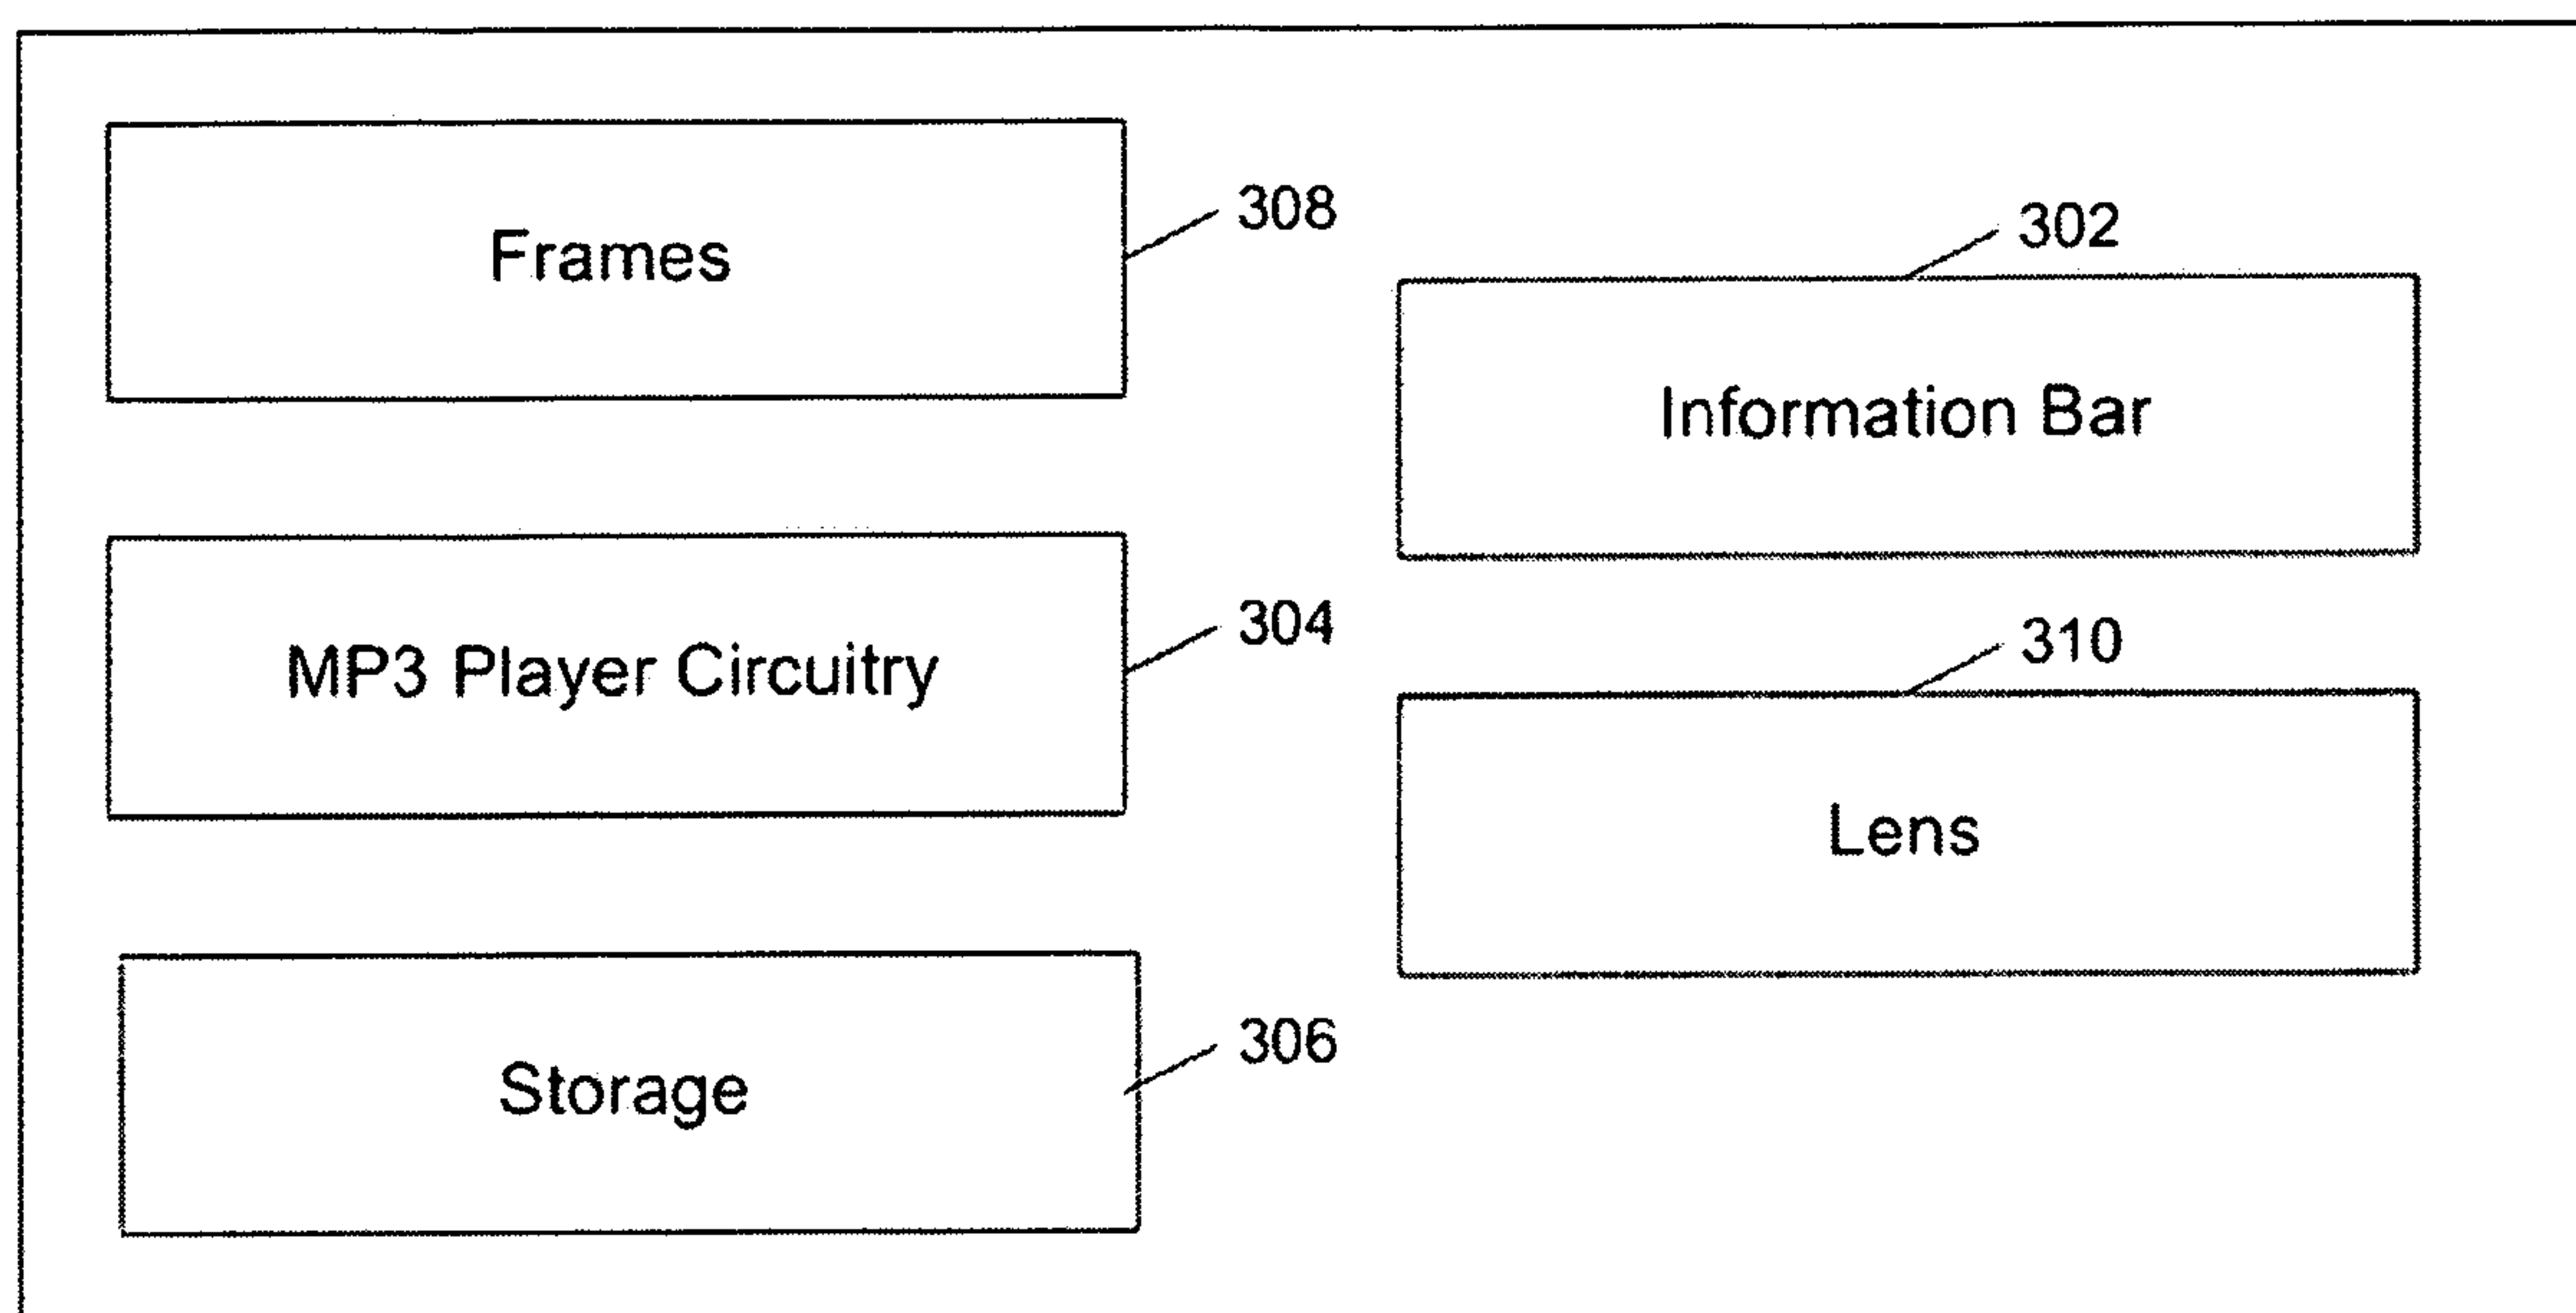 Frames
308
302
Information Bar
MP3 Player Circuitry
304
310
Lens
Storage
306